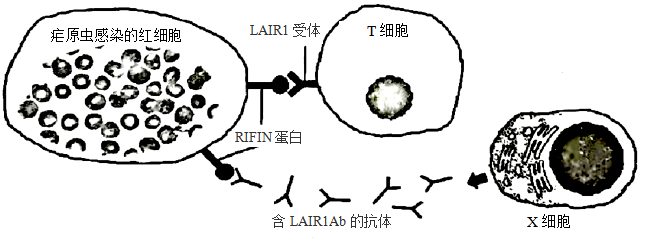 LAIR1 受体
疟原虫感染的红细胞
T 细胞
RIFIN 蛋白
含 LAIR1Ab 的抗体
X 细胞